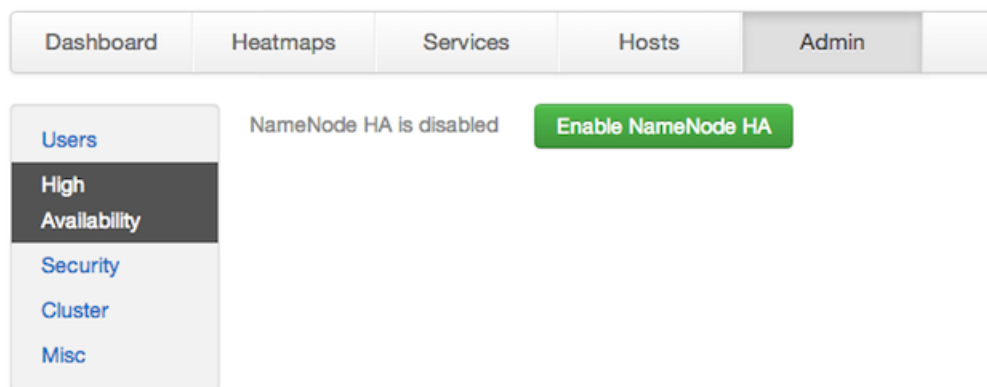 Dashboard Heatmaps Services Hosts Admin
NameNode HA is disabled Enable NameNode HA
Users
High
Availability
Security
Cluster
Misc